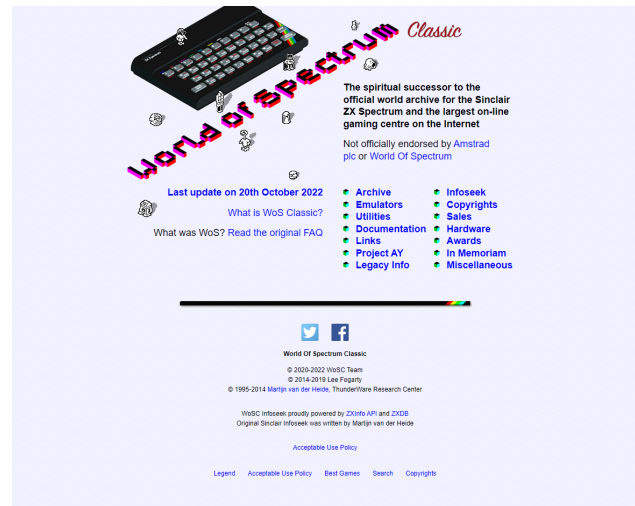 Classic
World of Spectrum
The spiritual successor to the
official world archive for the Sinclair
ZX Spectrum and the largest on-line
gaming centre on the Internet
Not officially endorsed by Amstrad
plc or World Of Spectrum
Last update on 20th October 2022
What is WoS Classic?
What was WoS? Read the original FAQ
Archive
Emulators
Utilities
Documentation
Links
Project AY
Legacy Info
Infoseek
Copyrights
Sales
Hardware
Awards
In Memoriam
Miscellaneous
World Of Spectrum Classic
© 2020-2022 WoSC Team
© 2014-2019 Lee Fogarty
© 1995-2014 Martijn van der Heide, ThunderWare Research Center
WoSC Infoseek proudly powered by ZXInfo API and ZXDB
Original Sinclair Infoseek was written by Martijn van der Heide
Acceptable Use Policy
Legend Acceptable Use Policy Best Games Search Copyrights